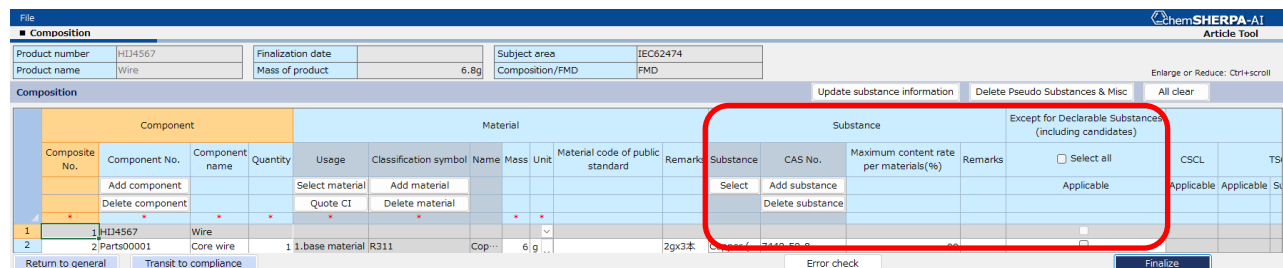 File
ChemSHERPA-AI
■ Composition
Article Tool
Product number HIJ4567 Finalization date Subject area IEC62474
Product name Wire Mass of product 6.8g Composition/FMD FMD
Enlarge or Reduce: Ctrl+scroll
Composition Update substance information Delete Pseudo Substances & Misc All clear
Component Material Substance Except for Declarable Substances
(including candidates)
Composite No. Component No. Component name Quantity Usage Classification symbol Name Mass Unit Material code of public standard Remarks Substance CAS No. Maximum content rate per materials(%) Remarks Select all CSCL
Add component Select material Add material Select Add substance Applicable Applicable Applicable
Delete component Quote CI Delete material Delete substance
* * * * * * * *
1 1 HIJ4567 Wire
2 2 Parts00001 Core wire 1 1.base material R311 Cop··· 6 g 2gx3本
Return to general Transit to compliance Error check Finalize